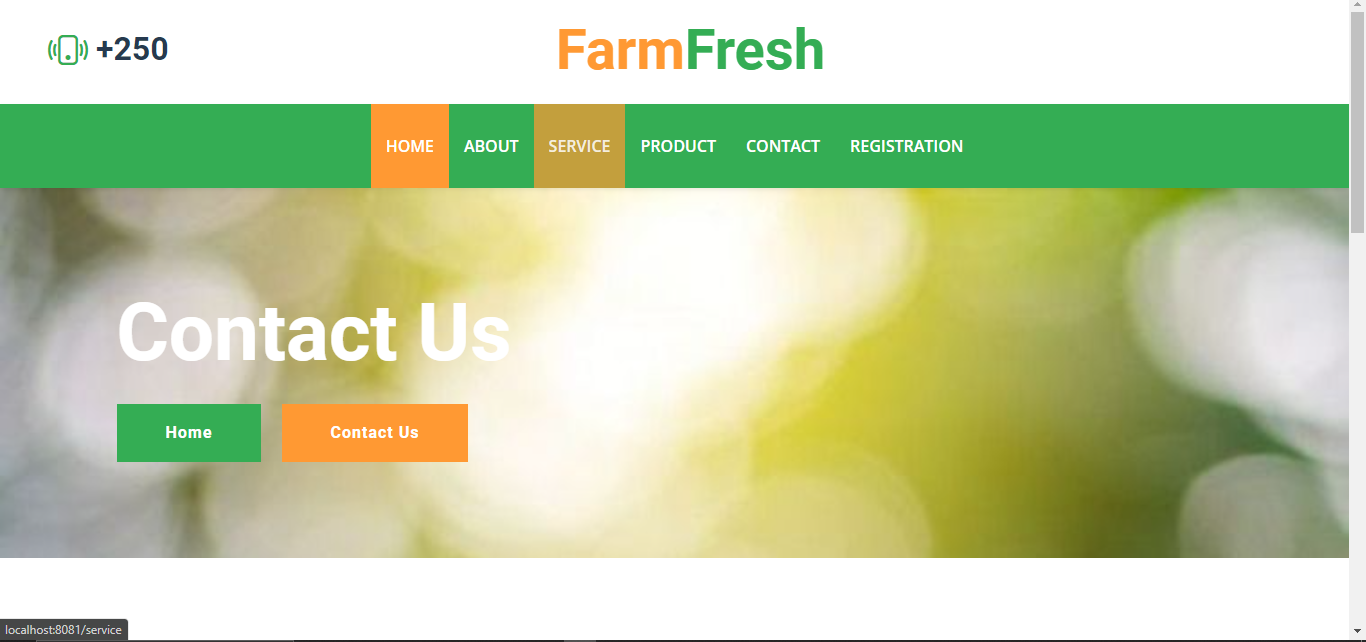 +250
FarmFresh
HOME ABOUT SERVICE PRODUCT CONTACT REGISTRATION
Contact Us
Home Contact Us
localhost:8081/service